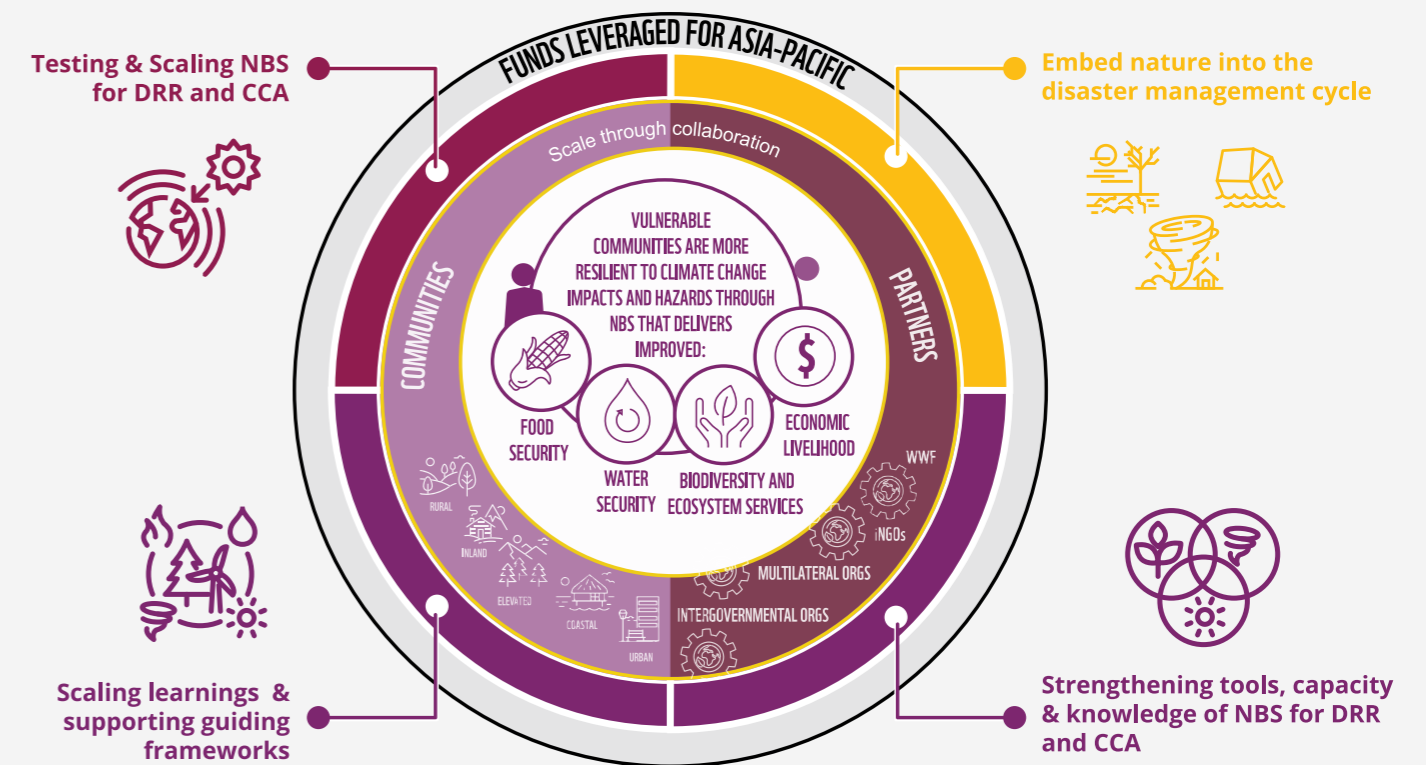 FUNDS LEVERAGED FOR ASIA-PACIFIC
Testing & Scaling NBS
for DRR and CCA
Embed nature into the
disaster management cycle
Scale through collaboration
COMMUNITIES
PARTNERS
VULNERABLE
COMMUNITIES ARE MORE
RESILIENT TO CLIMATE CHANGE
IMPACTS AND HAZARDS THROUGH
NBS THAT DELIVERS
IMPROVED:
$
FOOD
SECURITY
WATER
SECURITY
BIODIVERSITY AND
ECOSYSTEM SERVICES
ECONOMIC
LIVELIHOOD
RURAL
INLAND
ELEVATED
COASTAL
URBAN
WWF
iNGOs
MULTILATERAL ORGS
INTERGOVERNMENTAL ORGS
Scaling learnings &
supporting guiding
frameworks
Strengthening tools, capacity
& knowledge of NBS for DRR
and CCA